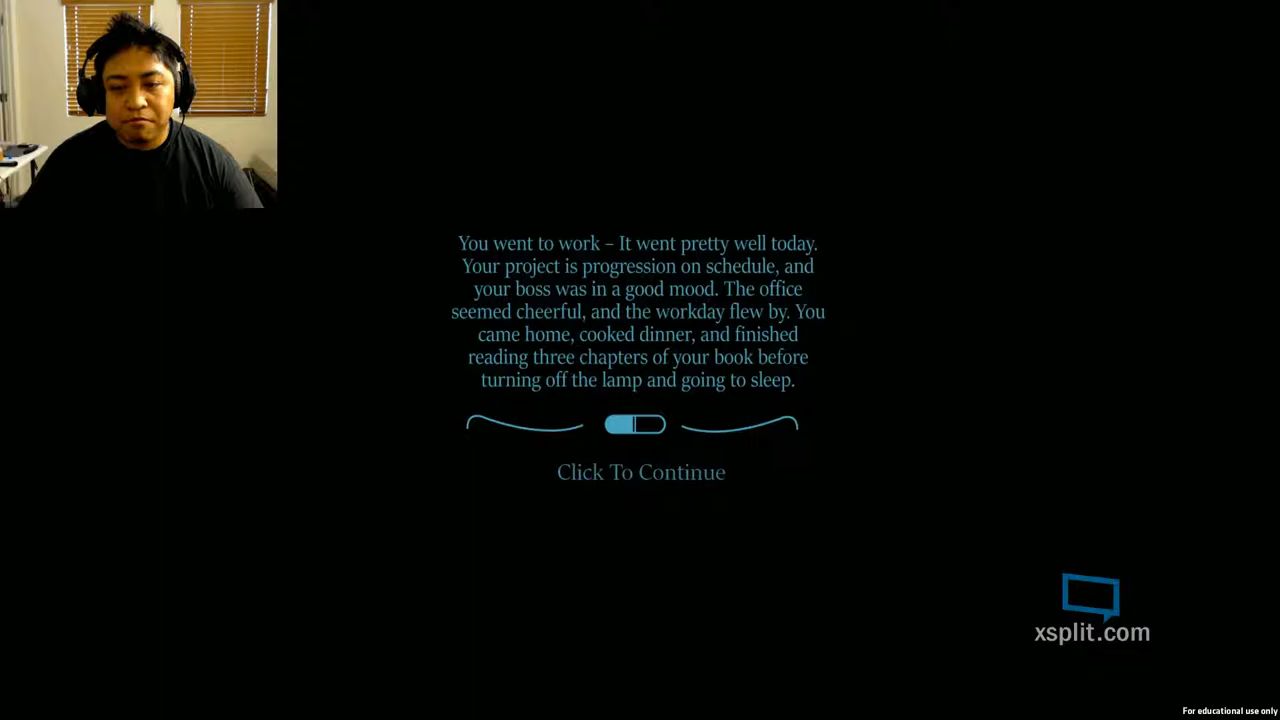 You went to work – It went pretty well today.
Your project is progression on schedule, and
your boss was in a good mood. The office
seemed cheerful, and the workday flew by. You
came home, cooked dinner, and finished
reading three chapters of your book before
turning off the lamp and going to sleep.
Click To Continue
xsplit.com
For educational use only